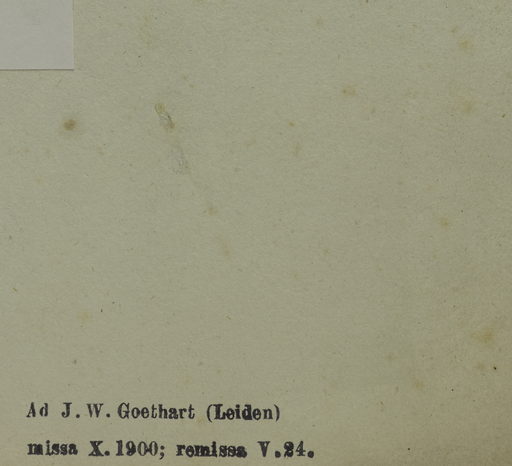 Ad J. W. Goethart (Leiden)
missa X. 1900; remissa V. 24.